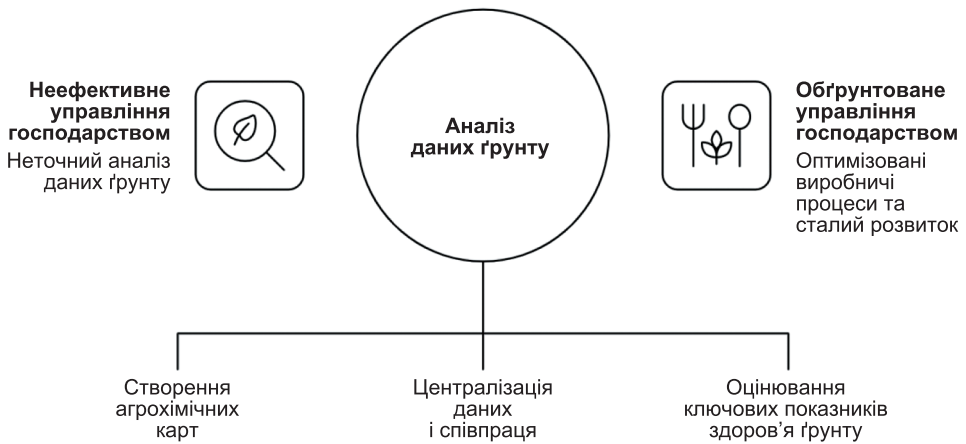 Неефективне
управління
господарством
Неточний аналіз
даних ґрунту
Аналіз
даних ґрунту
Обґрунтоване
управління
господарством
Оптимізовані
виробничі
процеси та
сталий розвиток
Створення
агрохімічних
карт
Централізація
даних
і співпраця
Оцінювання
ключових показників
здоров’я ґрунту